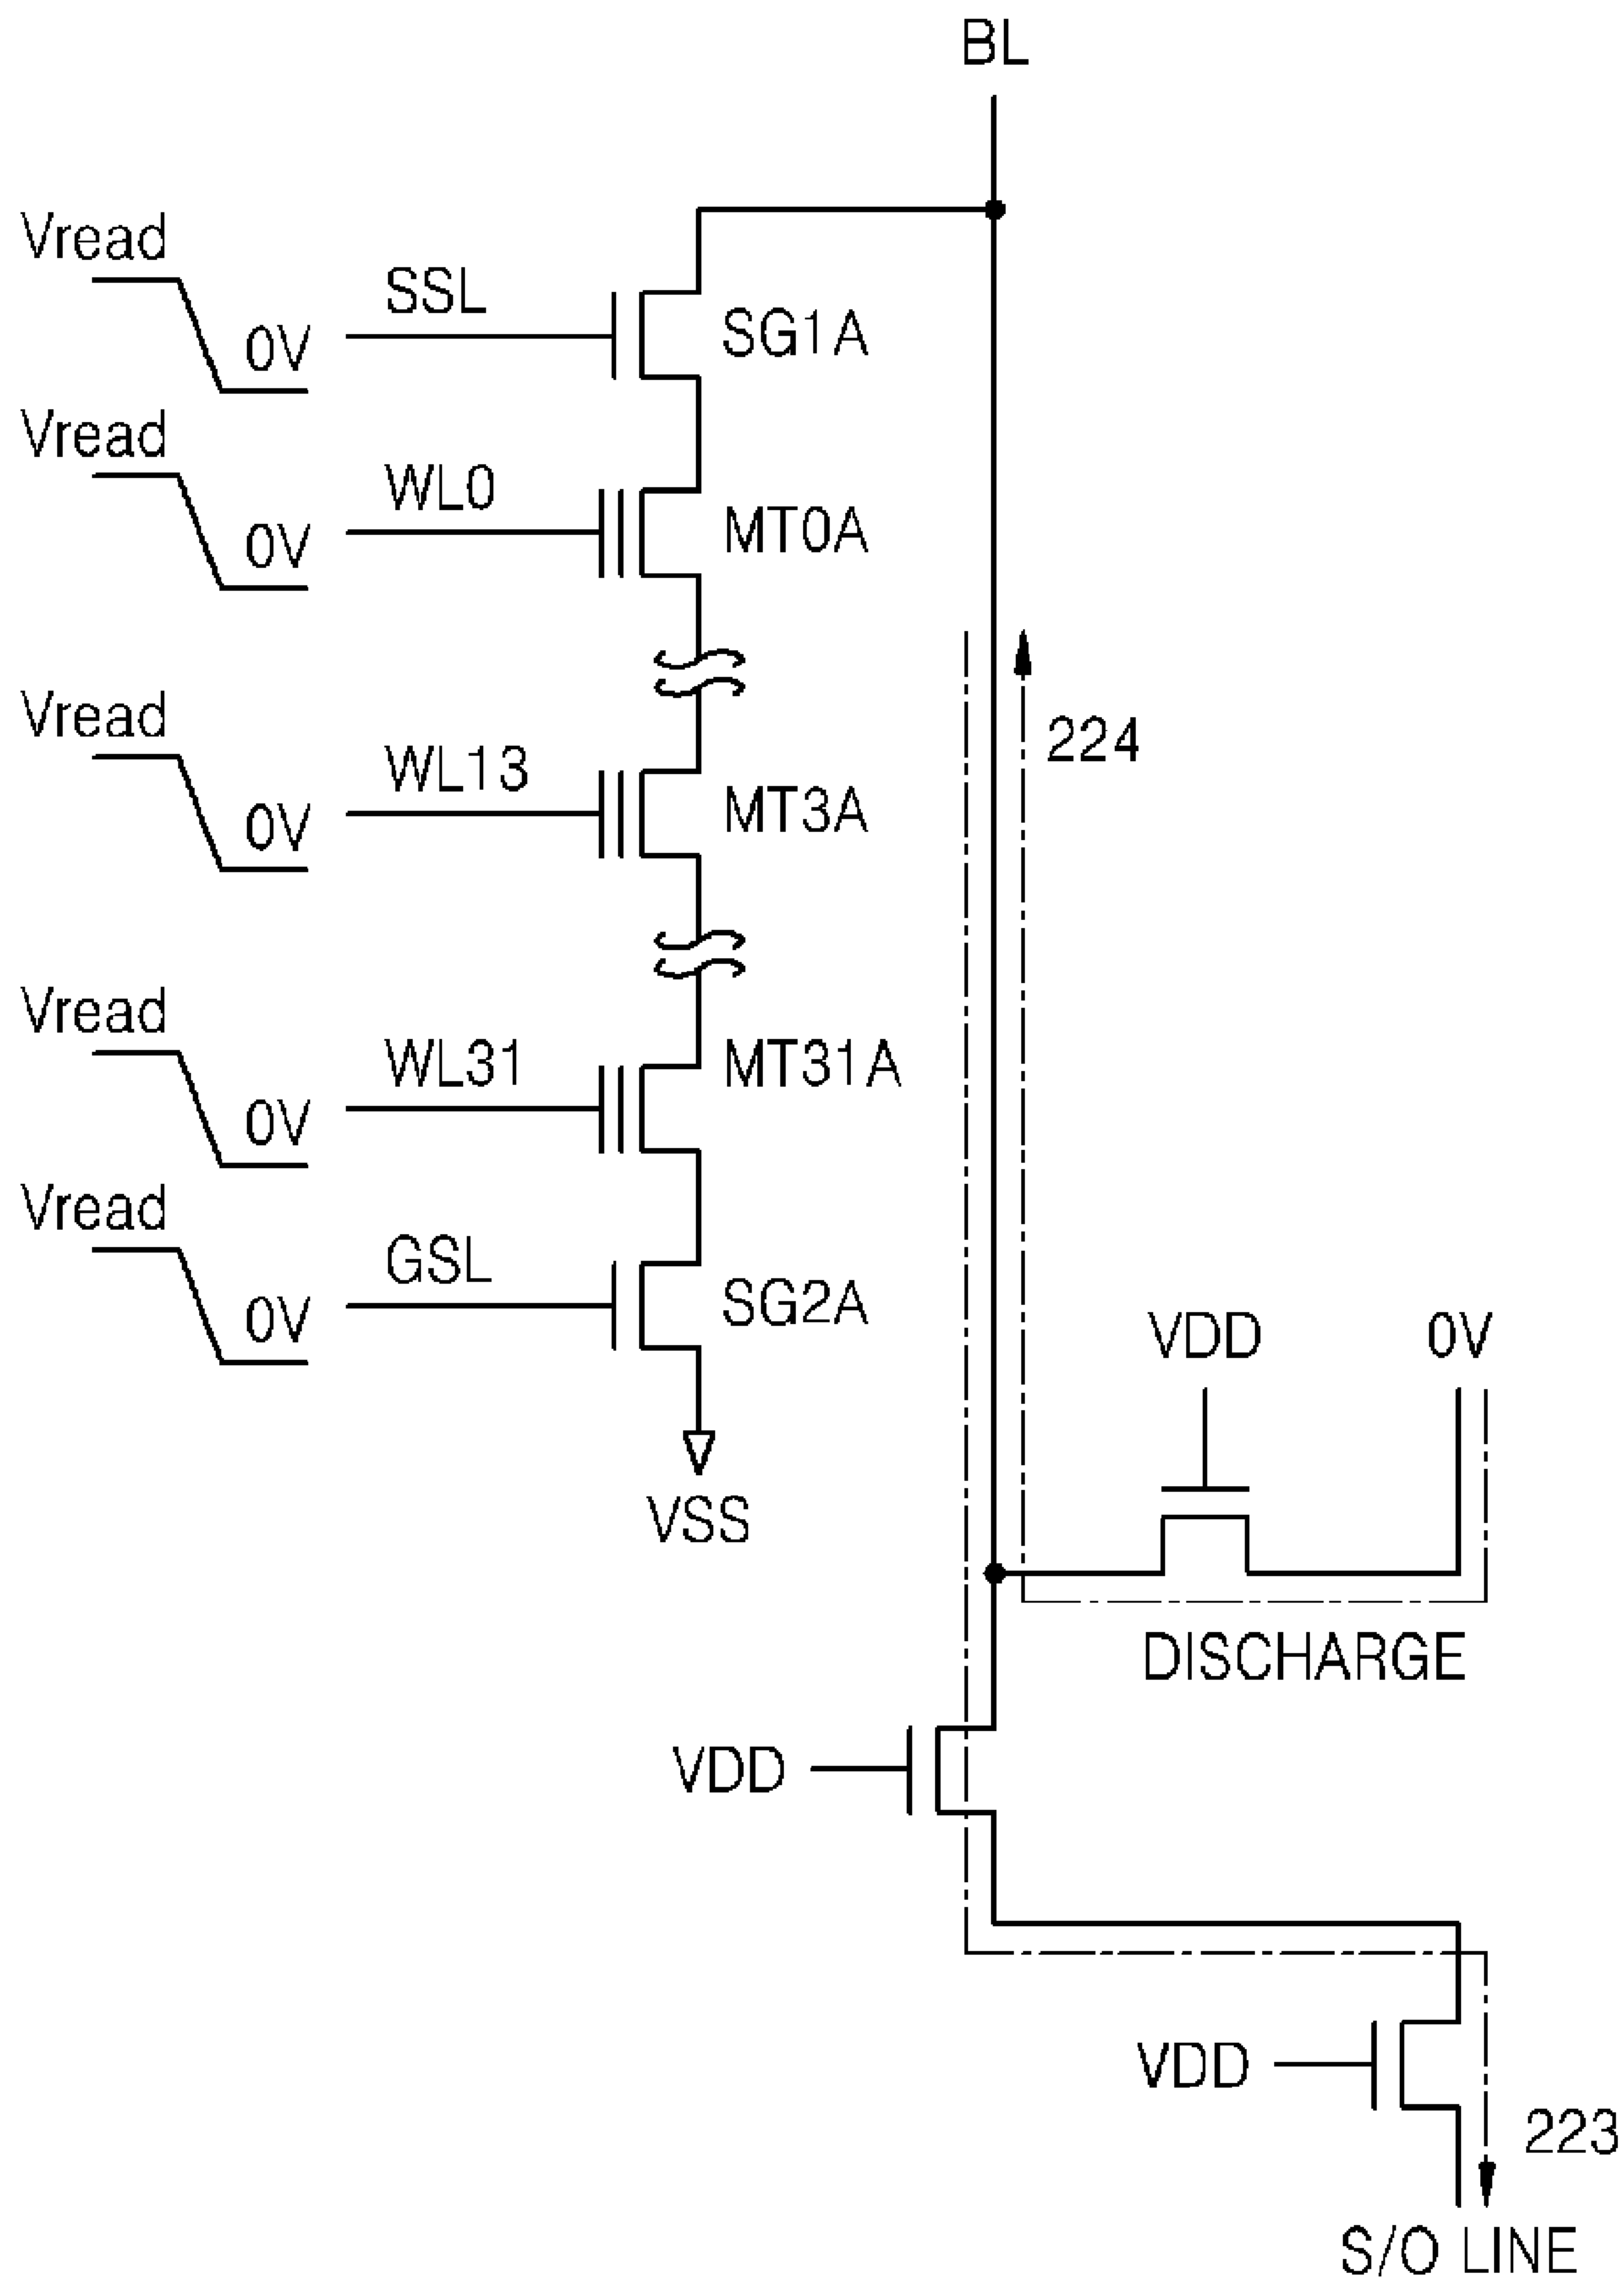 BL
Vread
0V
SSL
SG1A
Vread
0V
WL0
MT0A
224
Vread
0V
WL13
MT3A
Vread
0V
WL31
MT31A
Vread
0V
GSL
SG2A
VSS
VDD
0V
DISCHARGE
VDD
VDD
223
S/O LINE